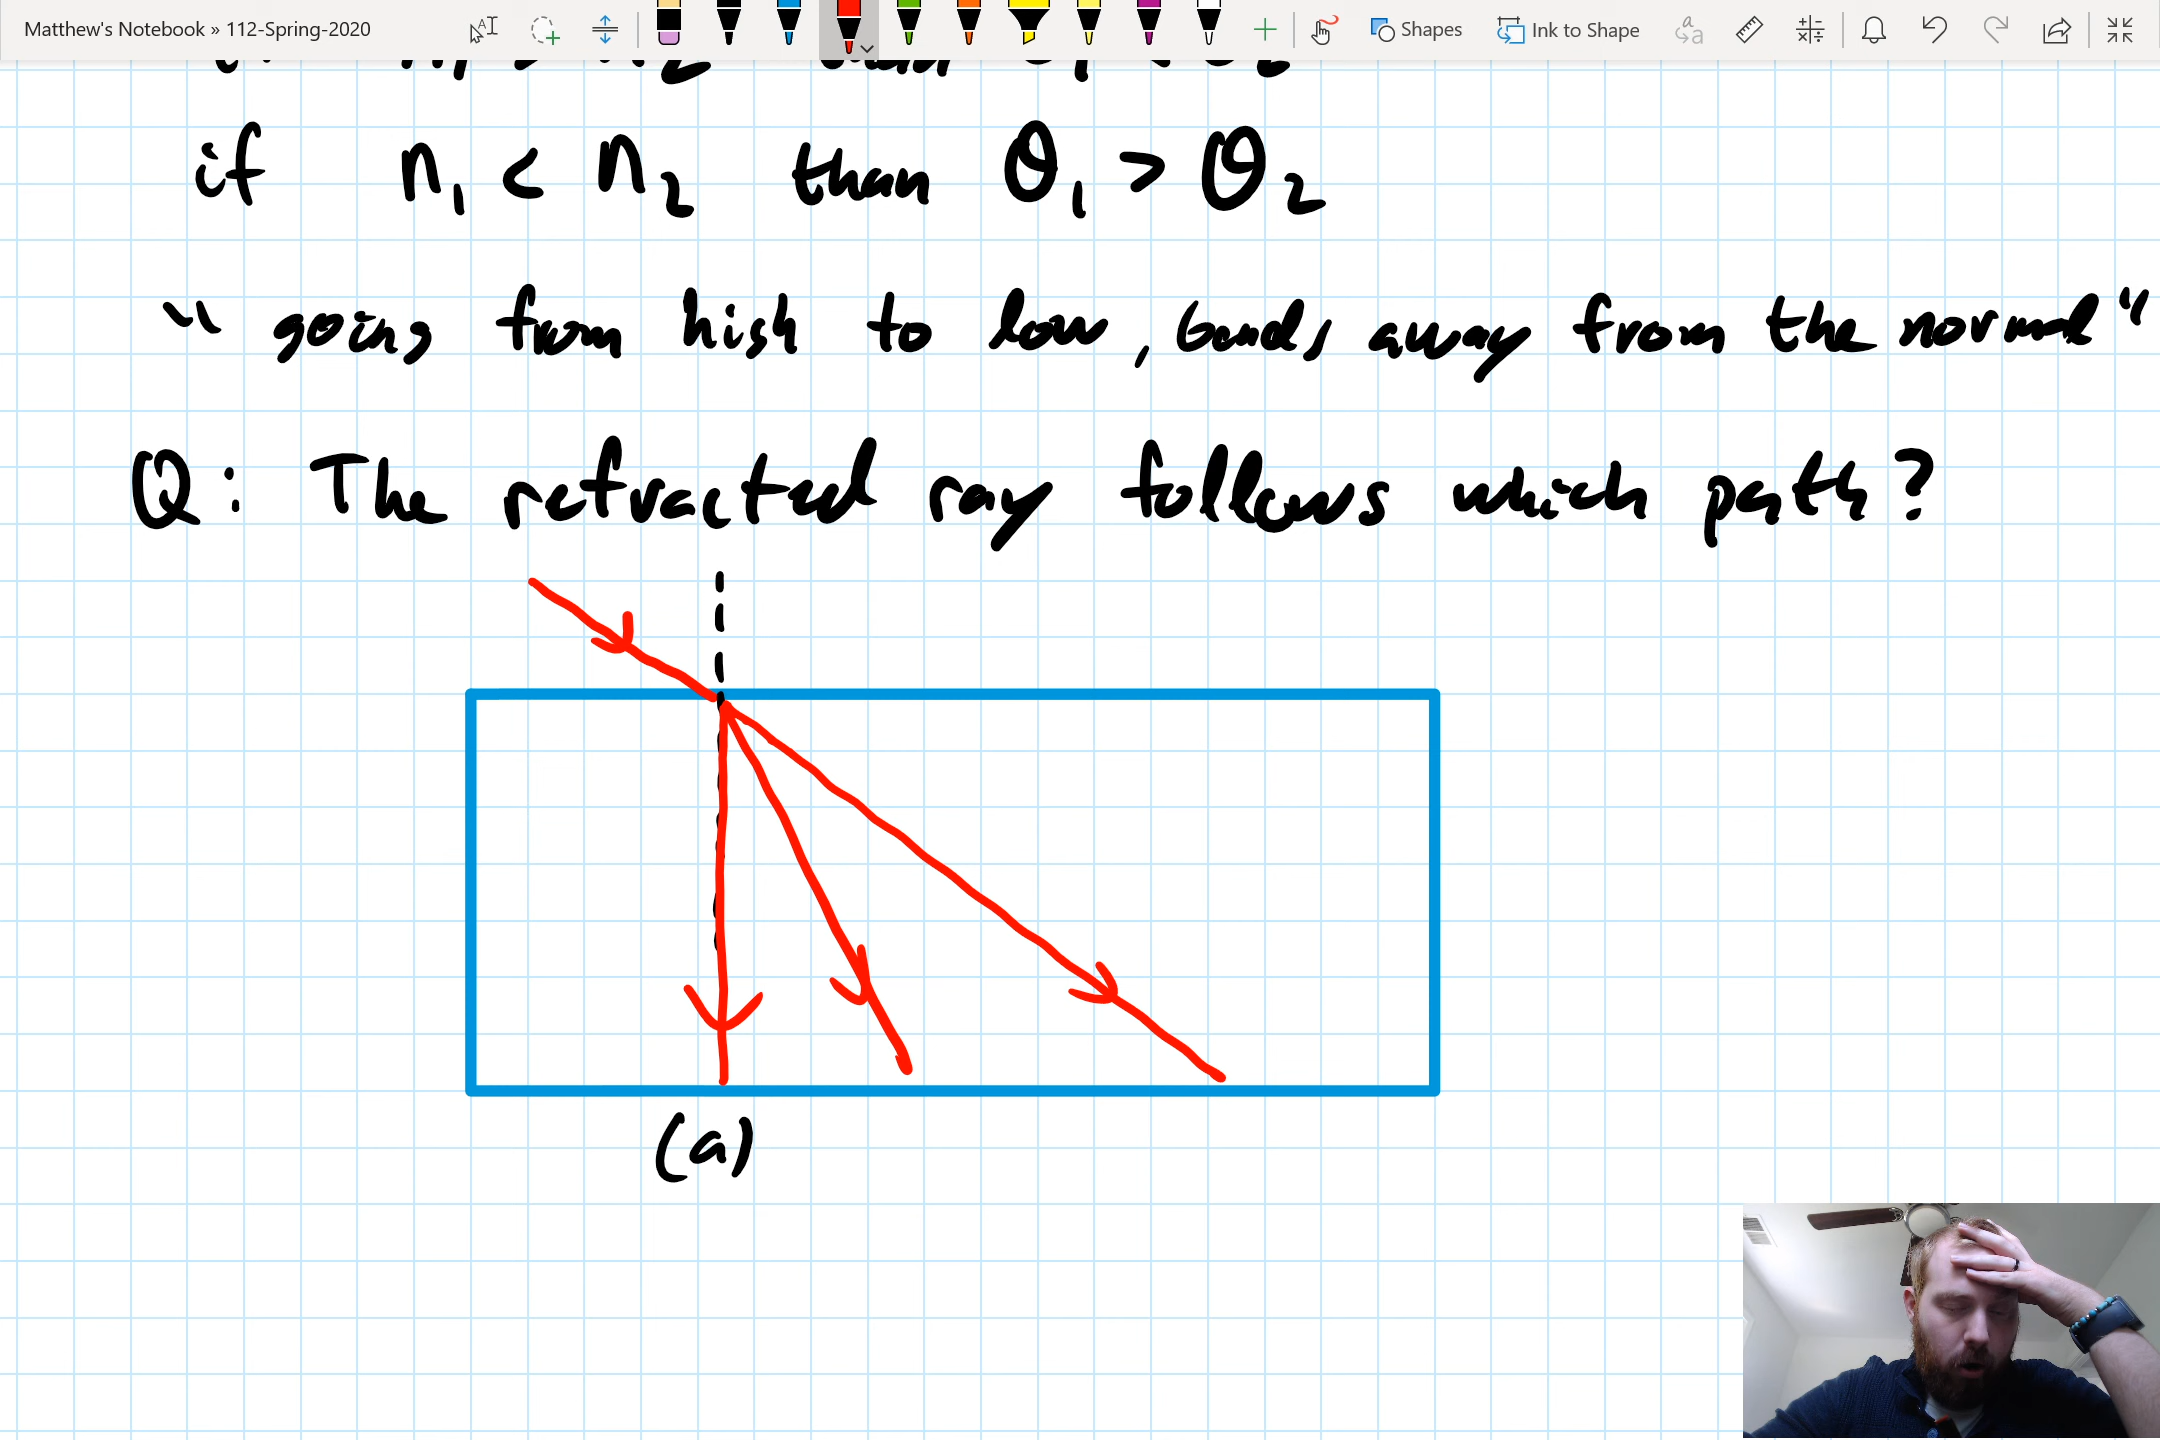 Matthew's Notebook » 112-Spring-2020
Shapes
Ink to Shape
if n₁ < n₂ than θ₁ > θ₂
" going from high to low, bends away from the normal "
Q: The refracted ray follows which path?
(a)